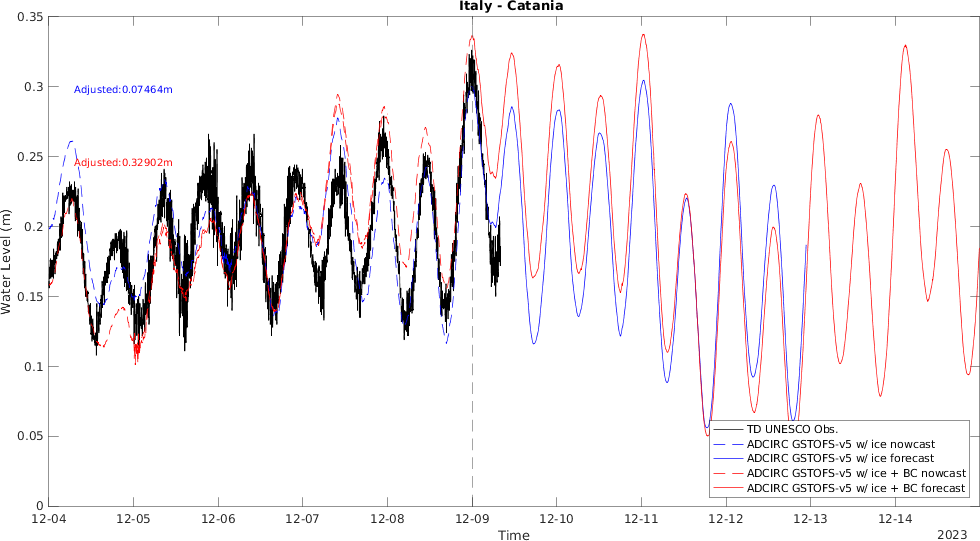 Italy - Catania
0.35
0.3
0.25
0.2
0.15
0.1
0.05
0
Water Level (m)
Adjusted:0.07464m
Adjusted:0.32902m
TD UNESCO Obs.
ADCIRC GSTOFS-v5 w/ ice nowcast
ADCIRC GSTOFS-v5 w/ ice forecast
ADCIRC GSTOFS-v5 w/ ice + BC nowcast
ADCIRC GSTOFS-v5 w/ ice + BC forecast
12-04 12-05 12-06 12-07 12-08 12-09 12-10 12-11 12-12 12-13 12-14
Time
2023